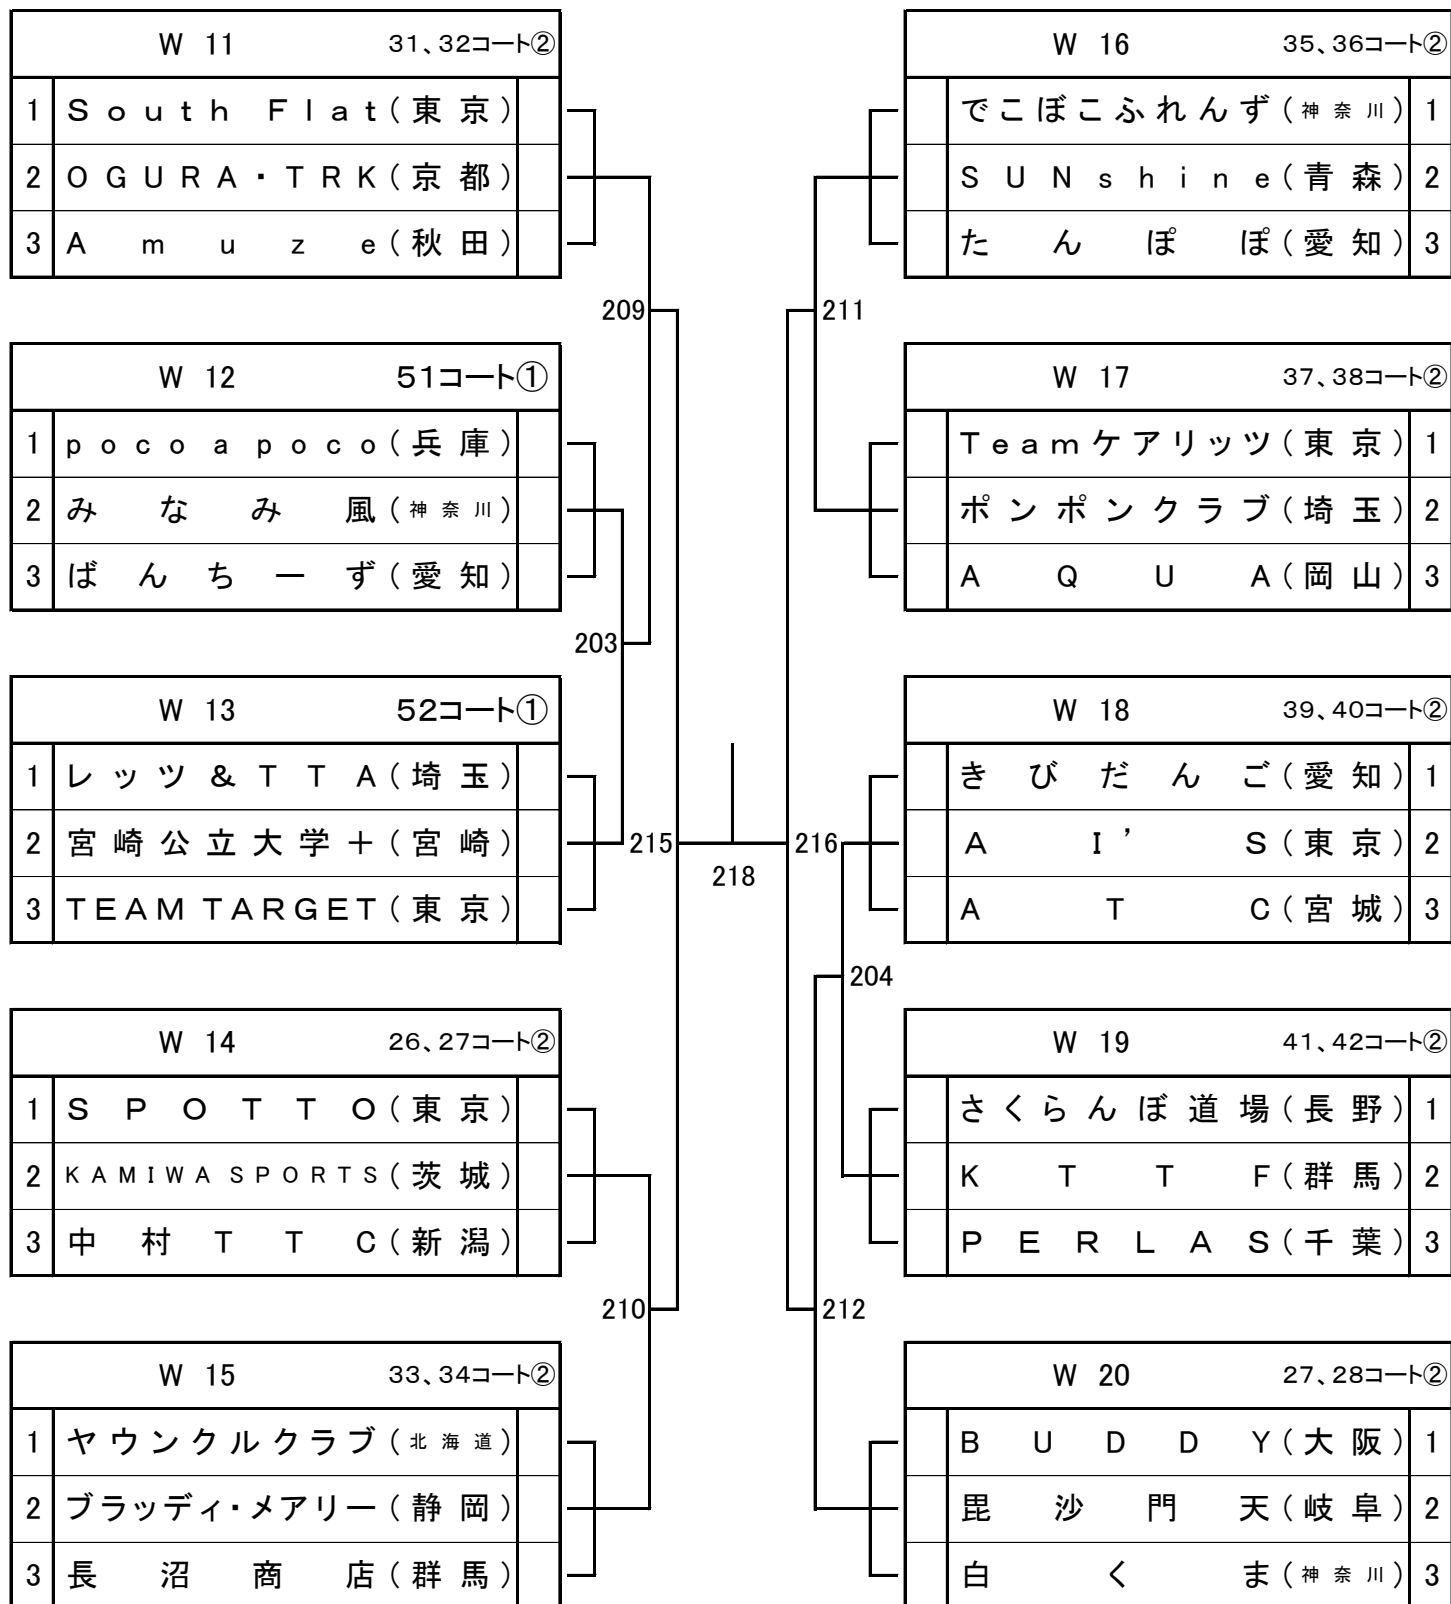 W 11 31、32コート②
1 South Flat(東京)
2 OGURA・TRK(京都)
3 Amuze(秋田)
209
W 12 51コート①
1 poco a poco(兵庫)
2 みなみ風(神奈川)
3 ばんちーず(愛知)
203
W 13 52コート①
1 レッツ&TTA(埼玉)
2 宮崎公立大学+(宮崎)
3 TEAM TARGET(東京)
215
218
W 14 26、27コート②
1 SPOTTO(東京)
2 KAMIWA SPORTS(茨城)
3 中村TTC(新潟)
210
W 15 33、34コート②
1 ヤウンクルクラブ(北海道)
2 ブラッディ・メアリー(静岡)
3 長沼商店(群馬)
W 16 35、36コート②
でこぼこふれんず(神奈川) 1
SUNshine(青森) 2
たんぽぽ(愛知) 3
211
W 17 37、38コート②
Teamケアリッツ(東京) 1
ポンポンクラブ(埼玉) 2
AQUA(岡山) 3
W 18 39、40コート②
きびだんご(愛知) 1
AI'S(東京) 2
ATC(宮城) 3
216
204
W 19 41、42コート②
さくらんぼ道場(長野) 1
KTTF(群馬) 2
PERLAS(千葉) 3
212
W 20 27、28コート②
BUDDY(大阪) 1
毘沙門天(岐阜) 2
白くま(神奈川) 3